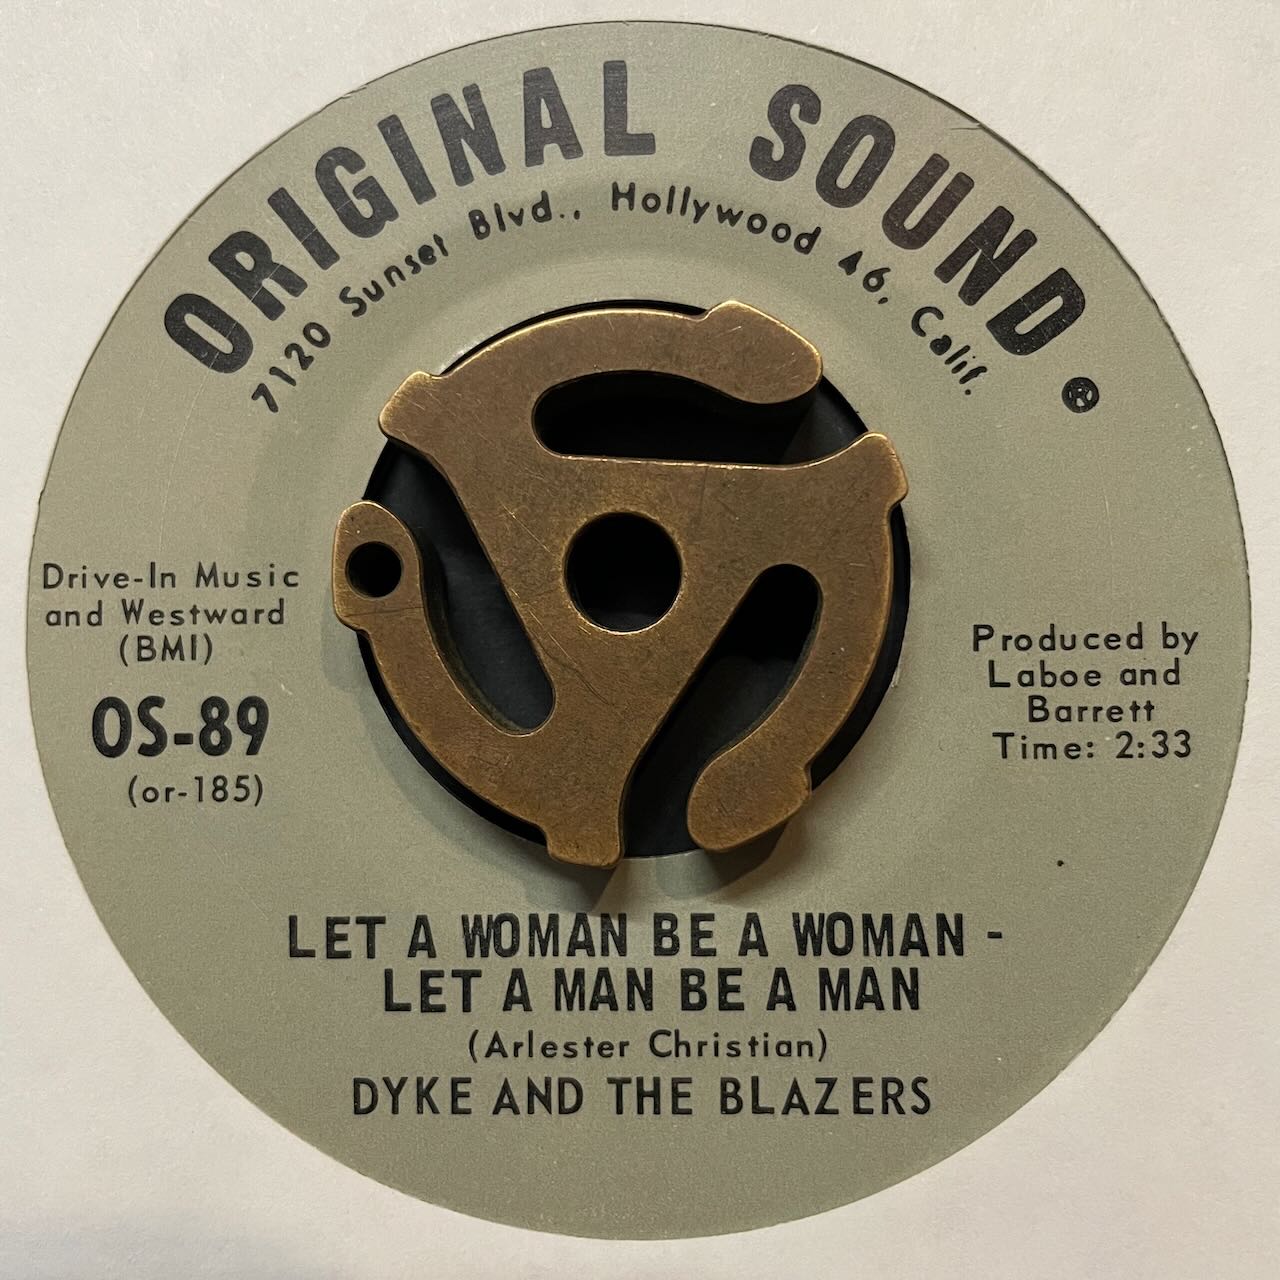 ORIGINAL SOUND ®
7120 Sunset Blvd., Hollywood 46, Calif.
Drive-In Music
and Westward
(BMI)
OS-89
(or-185)
Produced by
Laboe and
Barrett
Time: 2:33
LET A WOMAN BE A WOMAN -
LET A MAN BE A MAN
(Arlester Christian)
DYKE AND THE BLAZERS